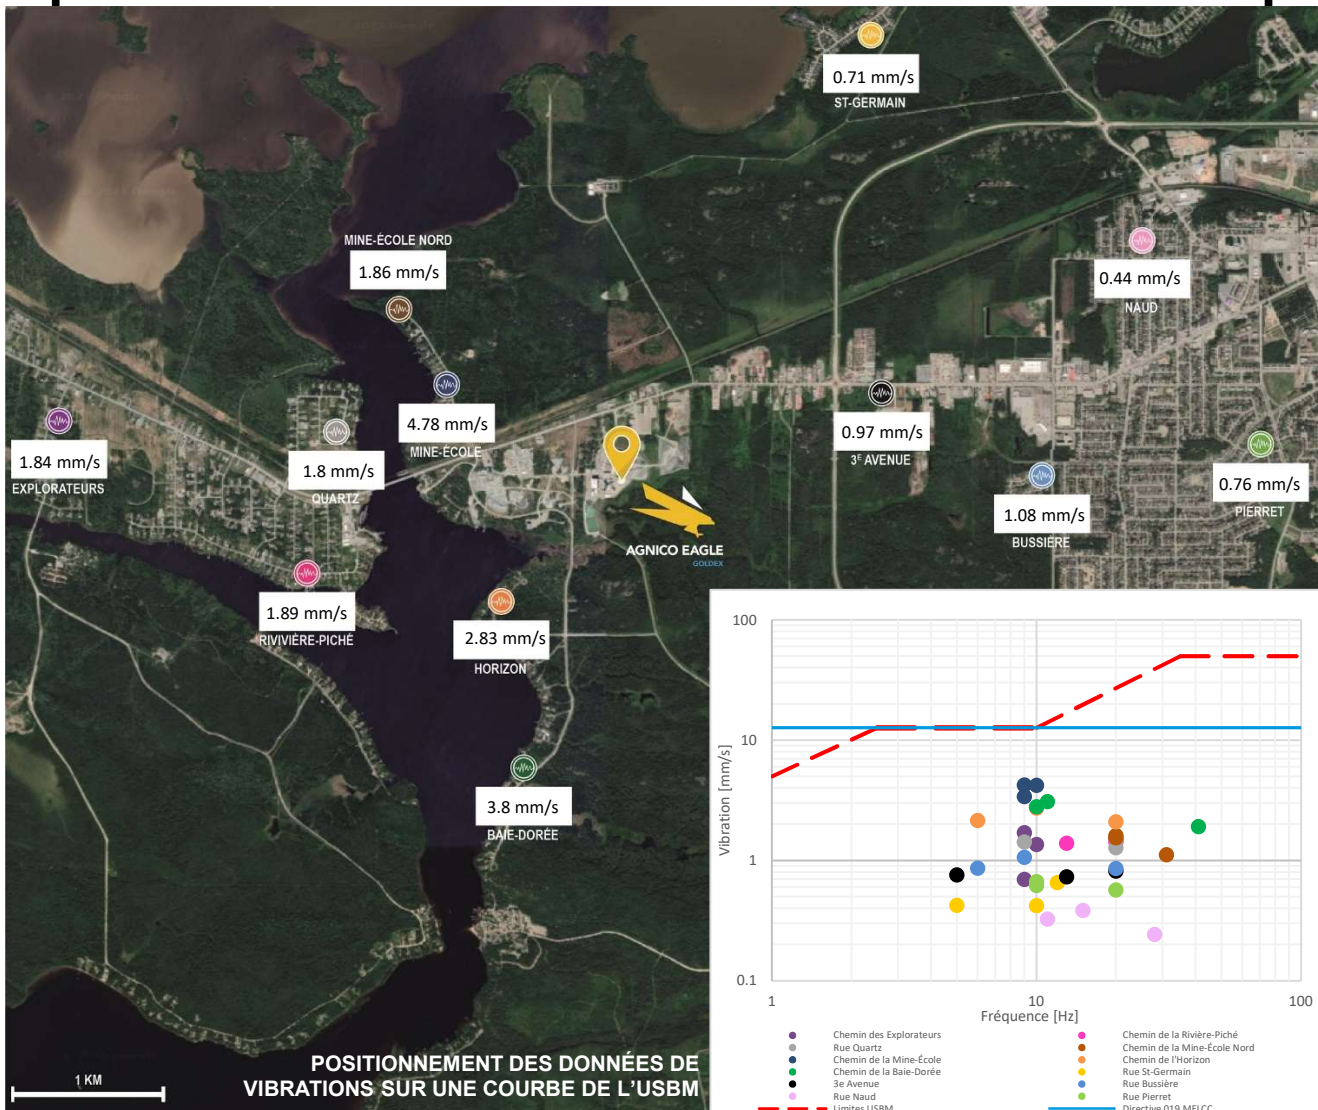 0.71 mm/s
ST-GERMAIN
MINE-ÉCOLE NORD
1.86 mm/s
0.44 mm/s
NAUD
4.78 mm/s
MINE-ÉCOLE
1.84 mm/s
EXPLORATEURS
1.8 mm/s
QUARTZ
0.97 mm/s
3E AVENUE
0.76 mm/s
PIERRET
1.08 mm/s
BUSSIÈRE
AGNICO EAGLE
GOLDEX
1.89 mm/s
RIVIVIÈRE-PICHÉ
2.83 mm/s
HORIZON
3.8 mm/s
BAIE-DORÉE
1 KM
POSITIONNEMENT DES DONNÉES DE
VIBRATIONS SUR UNE COURBE DE L'USBM
100
10
1
0.1
Vibration [mm/s]
1 10 100
Fréquence [Hz]
Chemin des Explorateurs
Chemin de la Rivière-Piché
Rue Quartz
Chemin de la Mine-École Nord
Chemin de la Mine-École
Chemin de l'Horizon
Chemin de la Baie-Dorée
Rue St-Germain
3e Avenue
Rue Bussière
Rue Naud
Rue Pierret
Limites USBM
Directive 019 MELCC